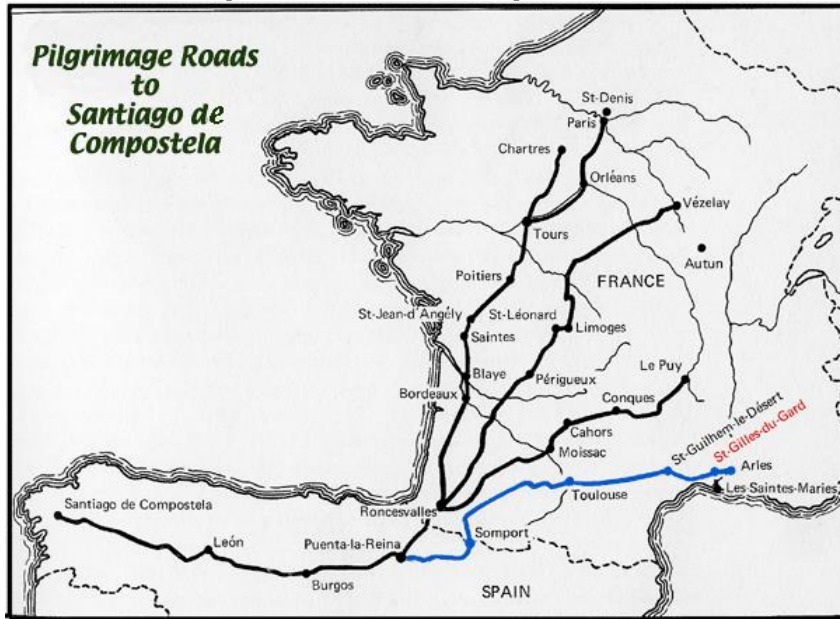 Pilgrimage Roads
to
Santiago de
Compostela
St-Denis
Paris
Chartres
Orléans
Vézelay
Tours
Autun
Poitiers
FRANCE
St-Jean-d'Angély
St-Léonard
Saintes
Limoges
Le Puy
Blaye
Périgueux
Bordeaux
Conques
Cahors
St-Guilhem-le-Désert
St-Gilles-du-Gard
Moissac
Arles
Toulouse
Les Saintes-Maries
Santiago de Compostela
Roncesvalles
León
Puenta-la-Reina
Somport
Burgos
SPAIN